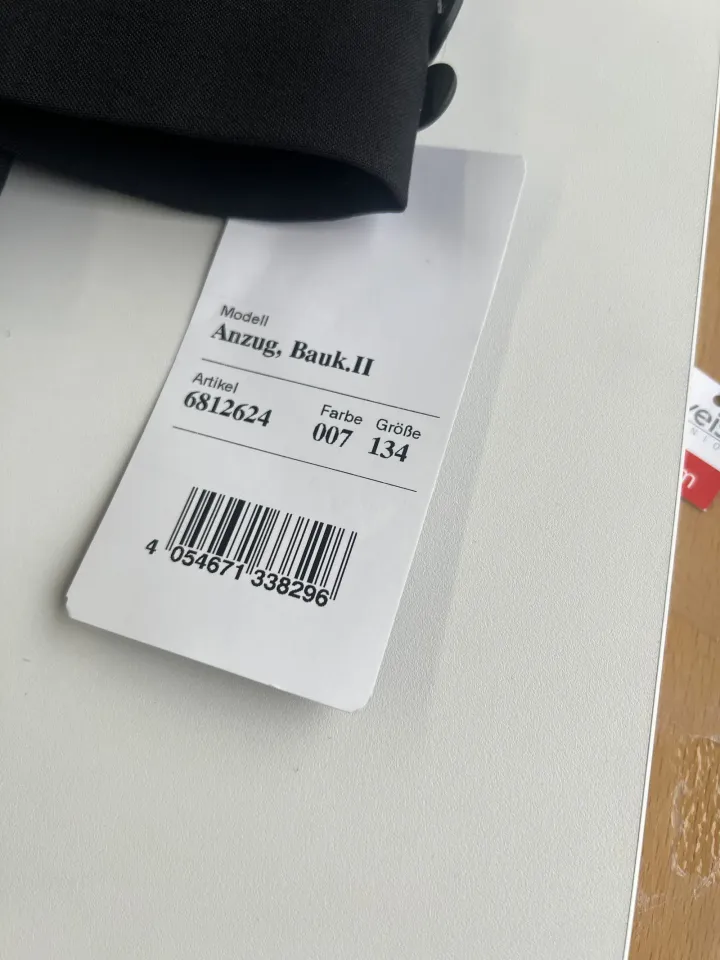 Modell
Anzug, Bauk.II
Artikel Farbe Größe
6812624 007 134
4 054671 338296